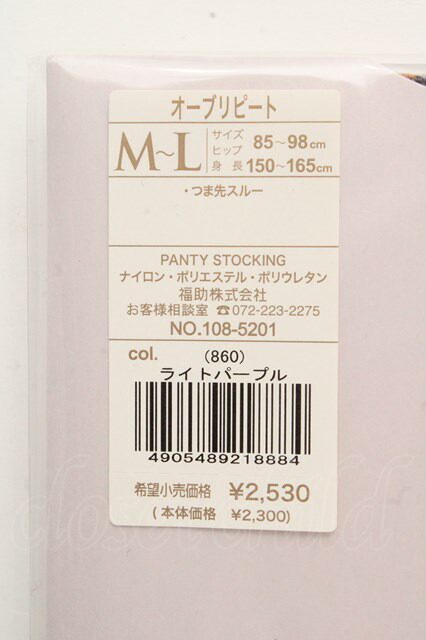 オーブリピート
M~L サイズ
ヒップ 85~98cm
身長 150~165cm
・つま先スルー
PANTY STOCKING
ナイロン・ポリエステル・ポリウレタン
福助株式会社
お客様相談室 ☎072-223-2275
NO.108-5201
col. (860)
ライトパープル
4905489218884
希望小売価格 ¥2,530
(本体価格 ¥2,300)
closet child